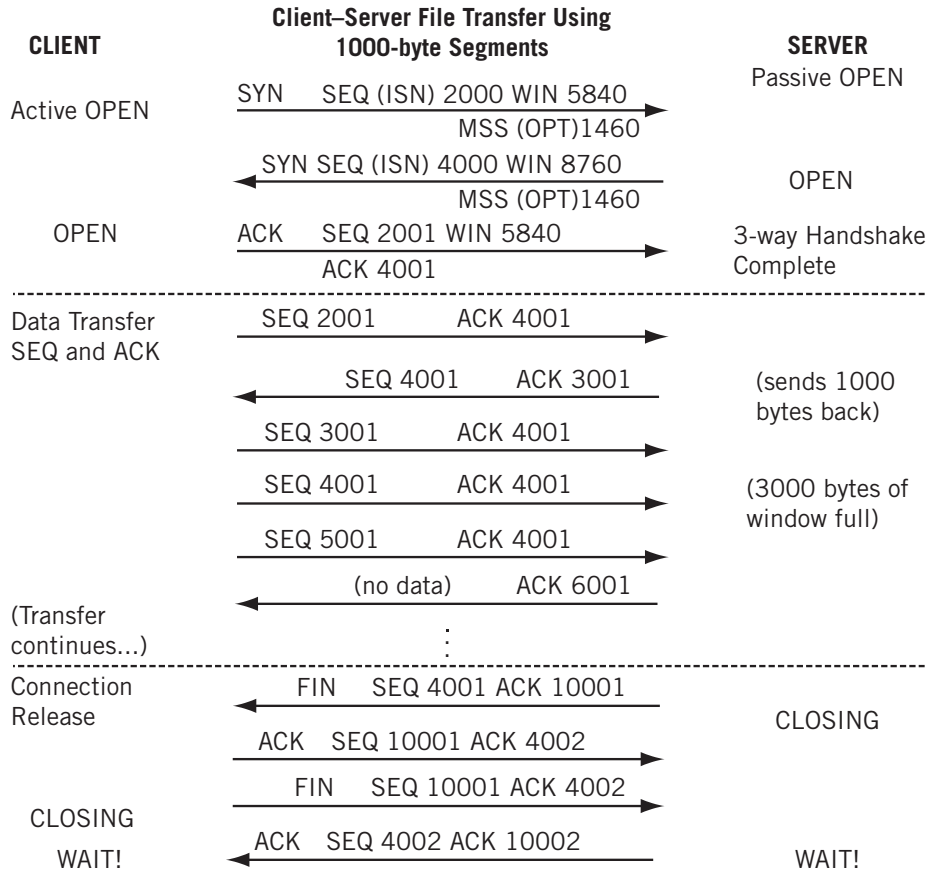 Client–Server File Transfer Using
1000-byte Segments
CLIENT
SERVER
Passive OPEN
Active OPEN
SYN SEQ (ISN) 2000 WIN 5840
MSS (OPT)1460
SYN SEQ (ISN) 4000 WIN 8760
MSS (OPT)1460
OPEN
OPEN
ACK SEQ 2001 WIN 5840
ACK 4001
3-way Handshake
Complete
Data Transfer
SEQ and ACK
SEQ 2001 ACK 4001
SEQ 4001 ACK 3001
(sends 1000
bytes back)
SEQ 3001 ACK 4001
SEQ 4001 ACK 4001
(3000 bytes of
window full)
SEQ 5001 ACK 4001
(no data) ACK 6001
(Transfer
continues...)
Connection
Release
FIN SEQ 4001 ACK 10001
CLOSING
ACK SEQ 10001 ACK 4002
FIN SEQ 10001 ACK 4002
CLOSING
WAIT!
ACK SEQ 4002 ACK 10002
WAIT!